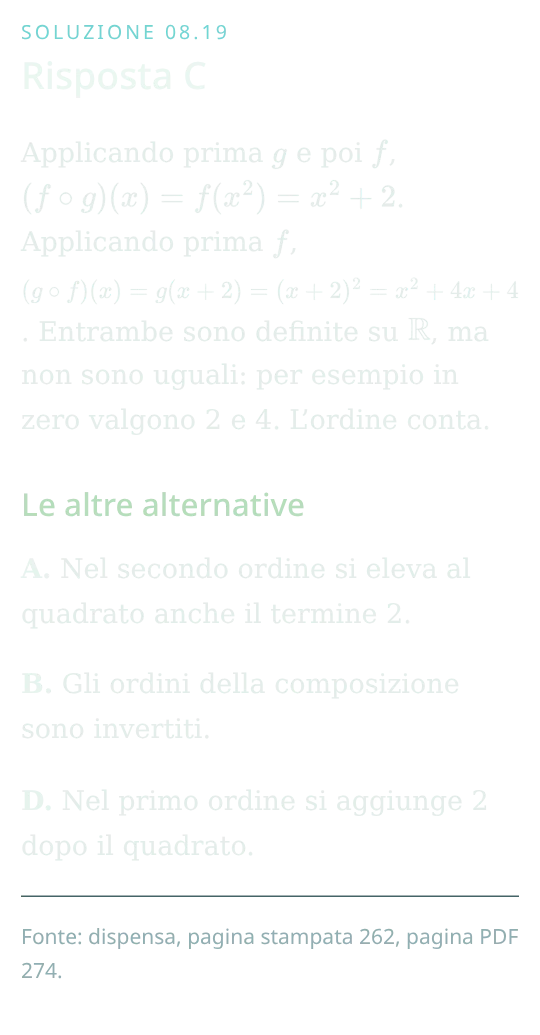 SOLUZIONE 08.19
Risposta C
Applicando prima g e poi f,
(f ∘ g)(x) = f(x²) = x² + 2.
Applicando prima f,
(g ∘ f)(x) = g(x + 2) = (x + 2)² = x² + 4x + 4
. Entrambe sono definite su ℝ, ma
non sono uguali: per esempio in
zero valgono 2 e 4. L’ordine conta.
Le altre alternative
A. Nel secondo ordine si eleva al
quadrato anche il termine 2.
B. Gli ordini della composizione
sono invertiti.
D. Nel primo ordine si aggiunge 2
dopo il quadrato.
Fonte: dispensa, pagina stampata 262, pagina PDF
274.